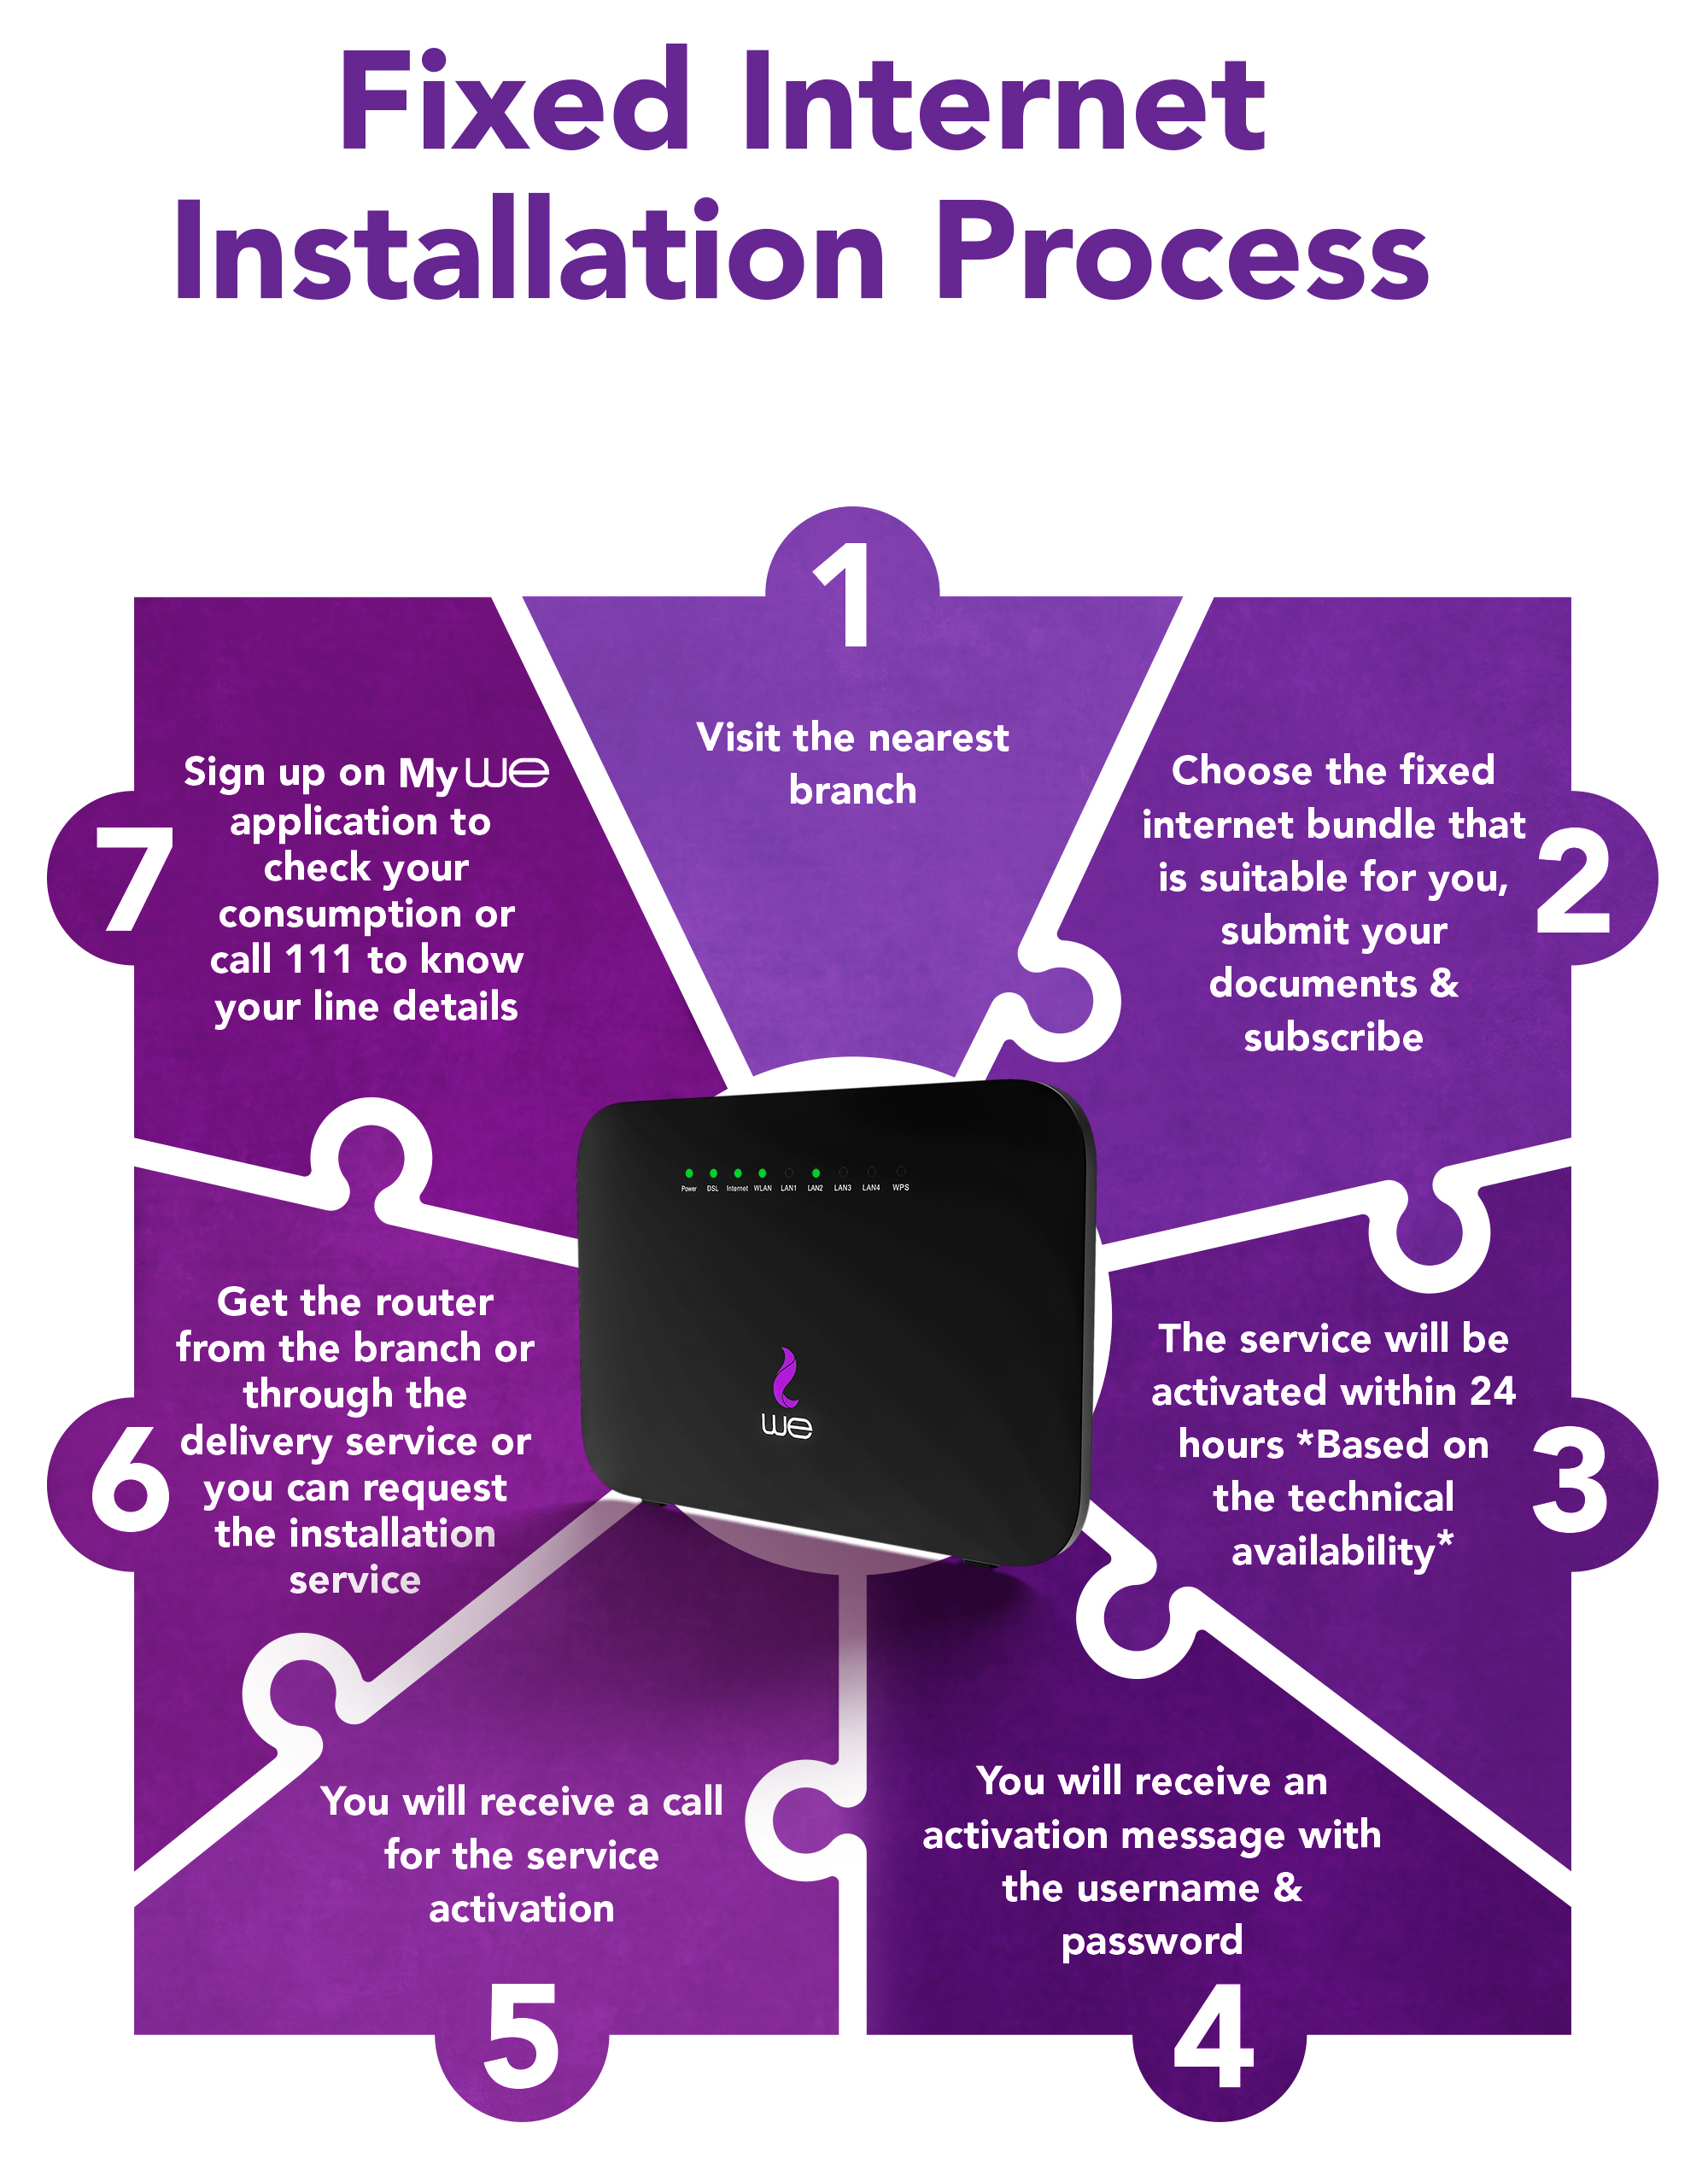 Fixed Internet
Installation Process
1
Visit the nearest
branch
2
Choose the fixed
internet bundle that
is suitable for you,
submit your
documents &
subscribe
3
The service will be
activated within 24
hours *Based on
the technical
availability*
4
You will receive an
activation message with
the username &
password
5
You will receive a call
for the service
activation
6
Get the router
from the branch or
through the
delivery service or
you can request
the installation
service
7
Sign up on My WE
application to
check your
consumption or
call 111 to know
your line details
Power DSL Internet WLAN LAN1 LAN2 LAN3 LAN4 WPS
we